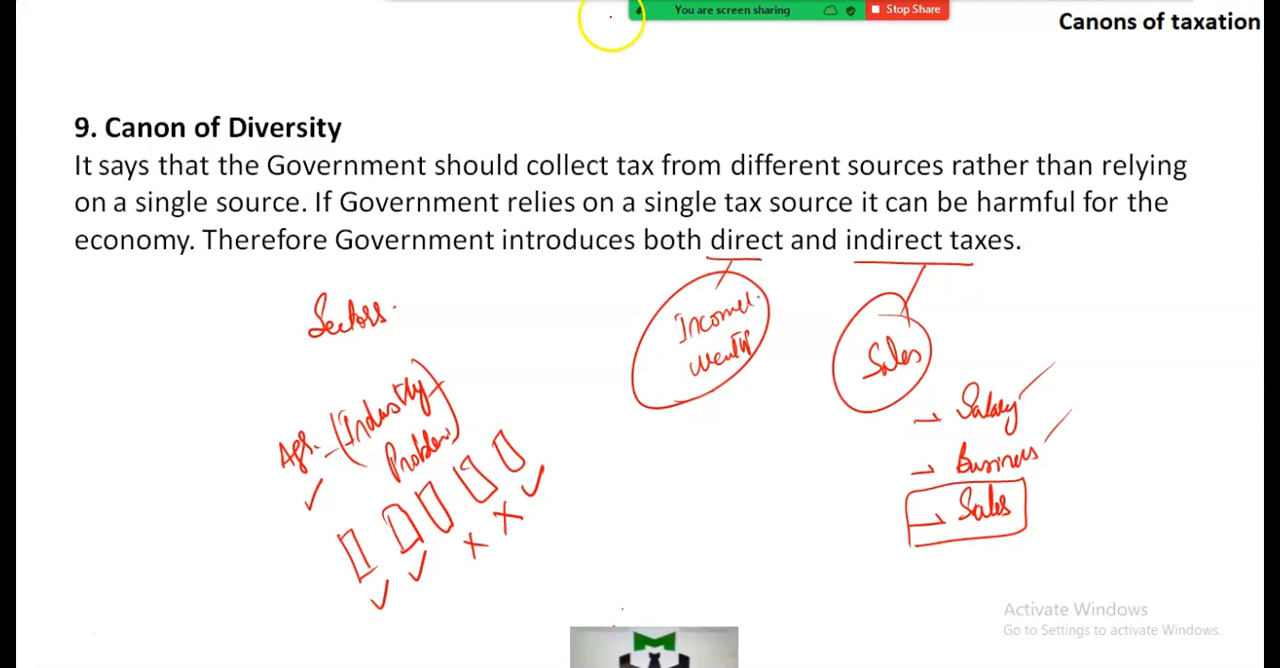 You are screen sharing
Stop Share
Canons of taxation
9. Canon of Diversity
It says that the Government should collect tax from different sources rather than relying
on a single source. If Government relies on a single tax source it can be harmful for the
economy. Therefore Government introduces both direct and indirect taxes.
Sectors.
Agr. - (Industry)
Problem
Income
Sales
→ Salary
→ Business
→ Sales
Activate Windows
Go to Settings to activate Windows.